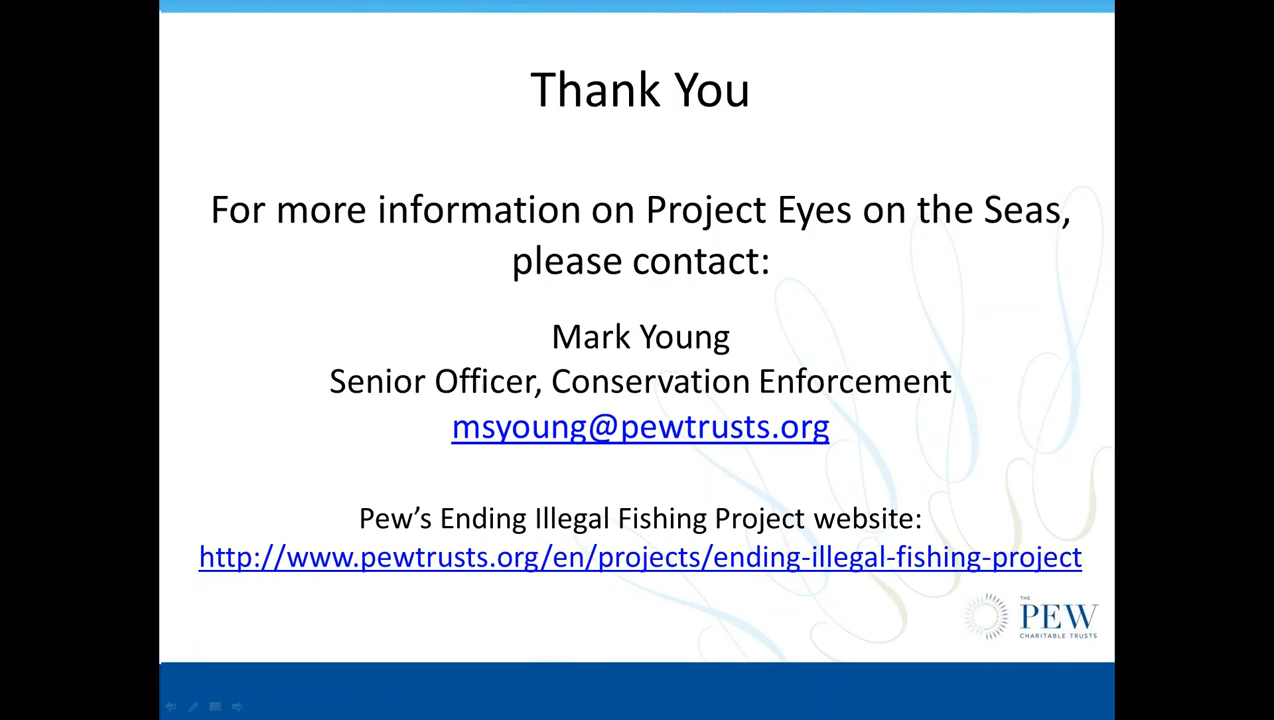 Thank You
For more information on Project Eyes on the Seas,
please contact:
Mark Young
Senior Officer, Conservation Enforcement
msyoung@pewtrusts.org
Pew’s Ending Illegal Fishing Project website:
http://www.pewtrusts.org/en/projects/ending-illegal-fishing-project
THE
PEW
CHARITABLE TRUSTS